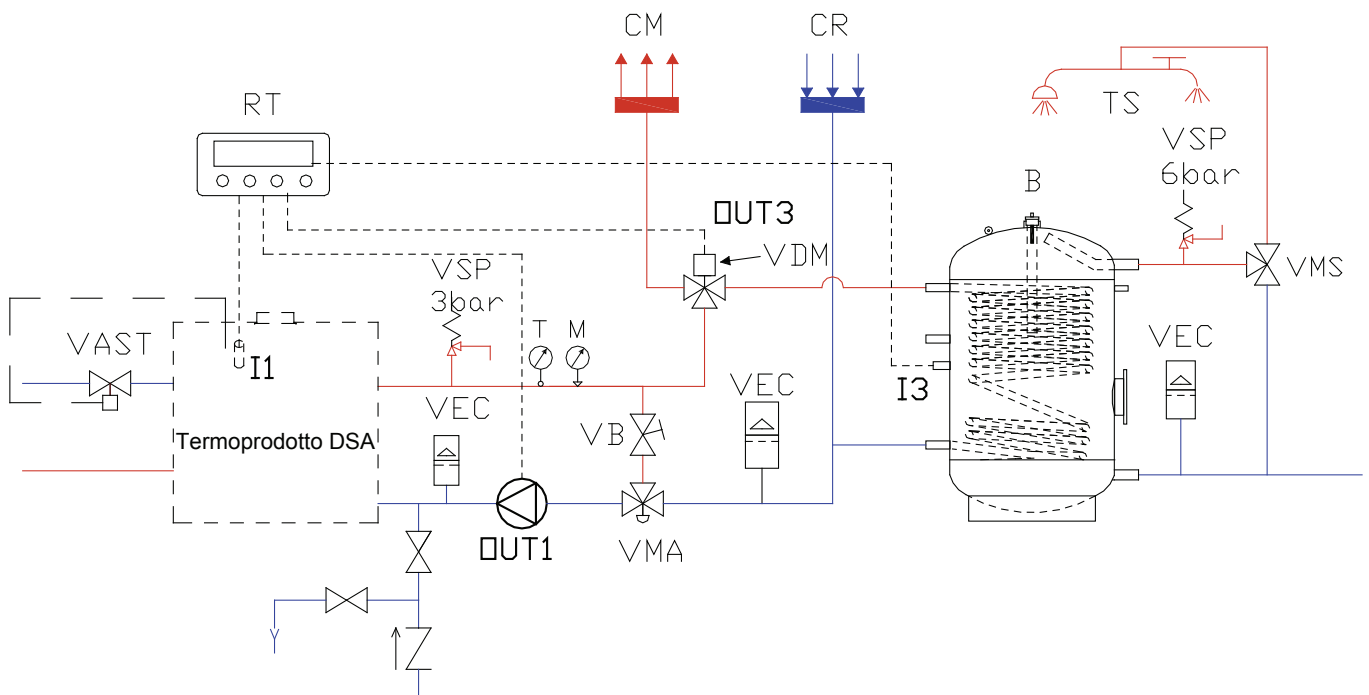 CM
CR
RT
TS
VSP
6bar
B
OUT3
VDM
VSP
3bar
VMS
VAST
I1
T
M
VEC
I3
VEC
VEC
VB
Termoprodotto DSA
OUT1
VMA